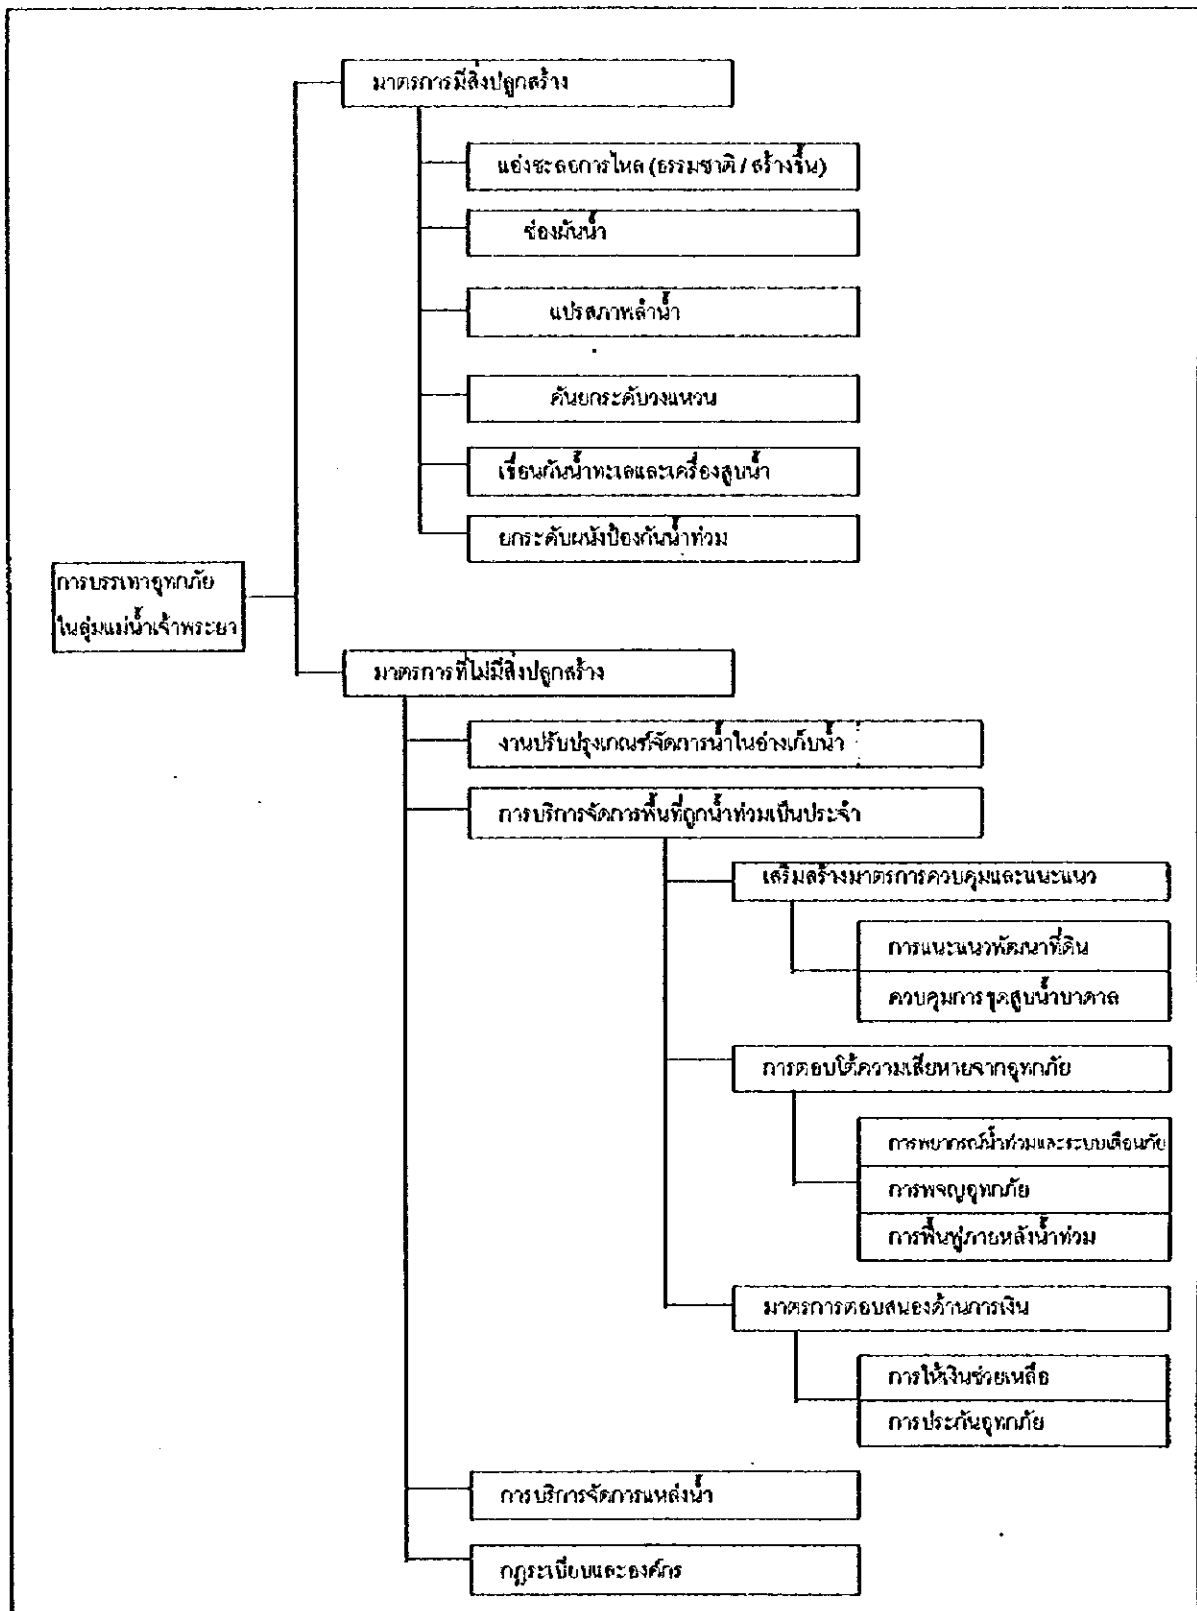 มาตรการมีสิ่งปลูกสร้าง
แอ่งชะลอการไหล (ธรรมชาติ / สร้างขึ้น)
ช่องผันน้ำ
แปรสภาพลำน้ำ
คันยกระดับวงแหวน
เขื่อนกันน้ำทะเลและเครื่องสูบน้ำ
ยกระดับผนังป้องกันน้ำท่วม
การบรรเทาอุทกภัย
ในลุ่มแม่น้ำเจ้าพระยา
มาตรการที่ไม่มีสิ่งปลูกสร้าง
งานปรับปรุงเกณฑ์จัดการน้ำในอ่างเก็บน้ำ
การบริการจัดการพื้นที่ถูกน้ำท่วมเป็นประจำ
เสริมสร้างมาตรการควบคุมและแนะแนว
การแนะแนวพัฒนาที่ดิน
ควบคุมการขุดสูบน้ำบาดาล
การตอบโต้ความเสียหายจากอุทกภัย
การพยากรณ์น้ำท่วมและระบบเตือนภัย
การผจญอุทกภัย
การฟื้นฟูภายหลังน้ำท่วม
มาตรการตอบสนองด้านการเงิน
การให้เงินช่วยเหลือ
การประกันอุทกภัย
การบริการจัดการแหล่งน้ำ
กฎระเบียบและองค์กร